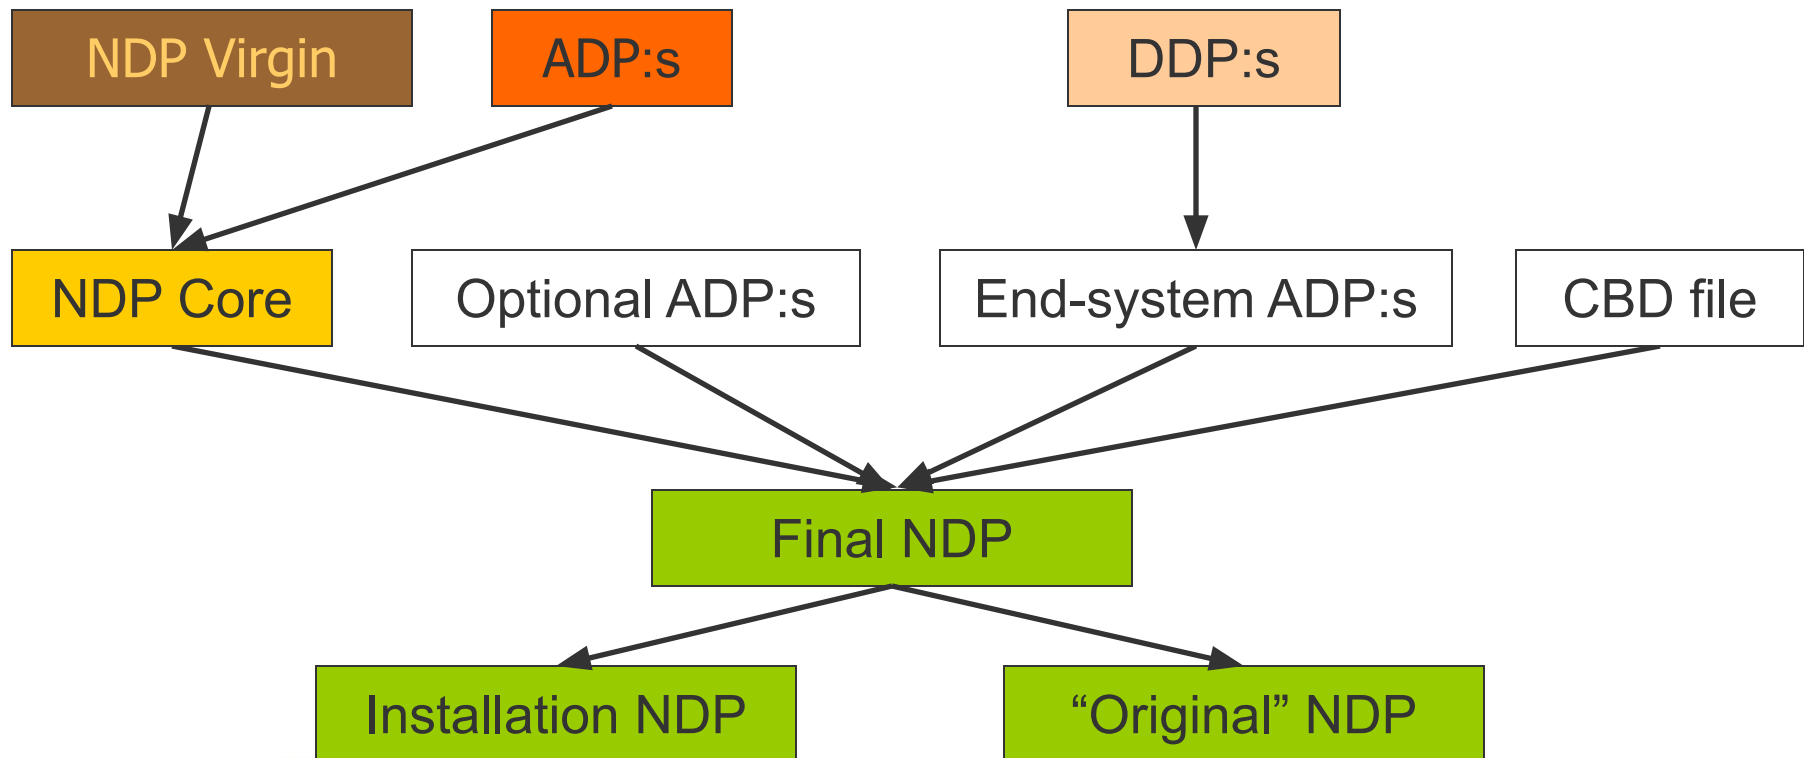 NDP Virgin
ADP:s
DDP:s
NDP Core
Optional ADP:s
End-system ADP:s
CBD file
Final NDP
Installation NDP
“Original” NDP